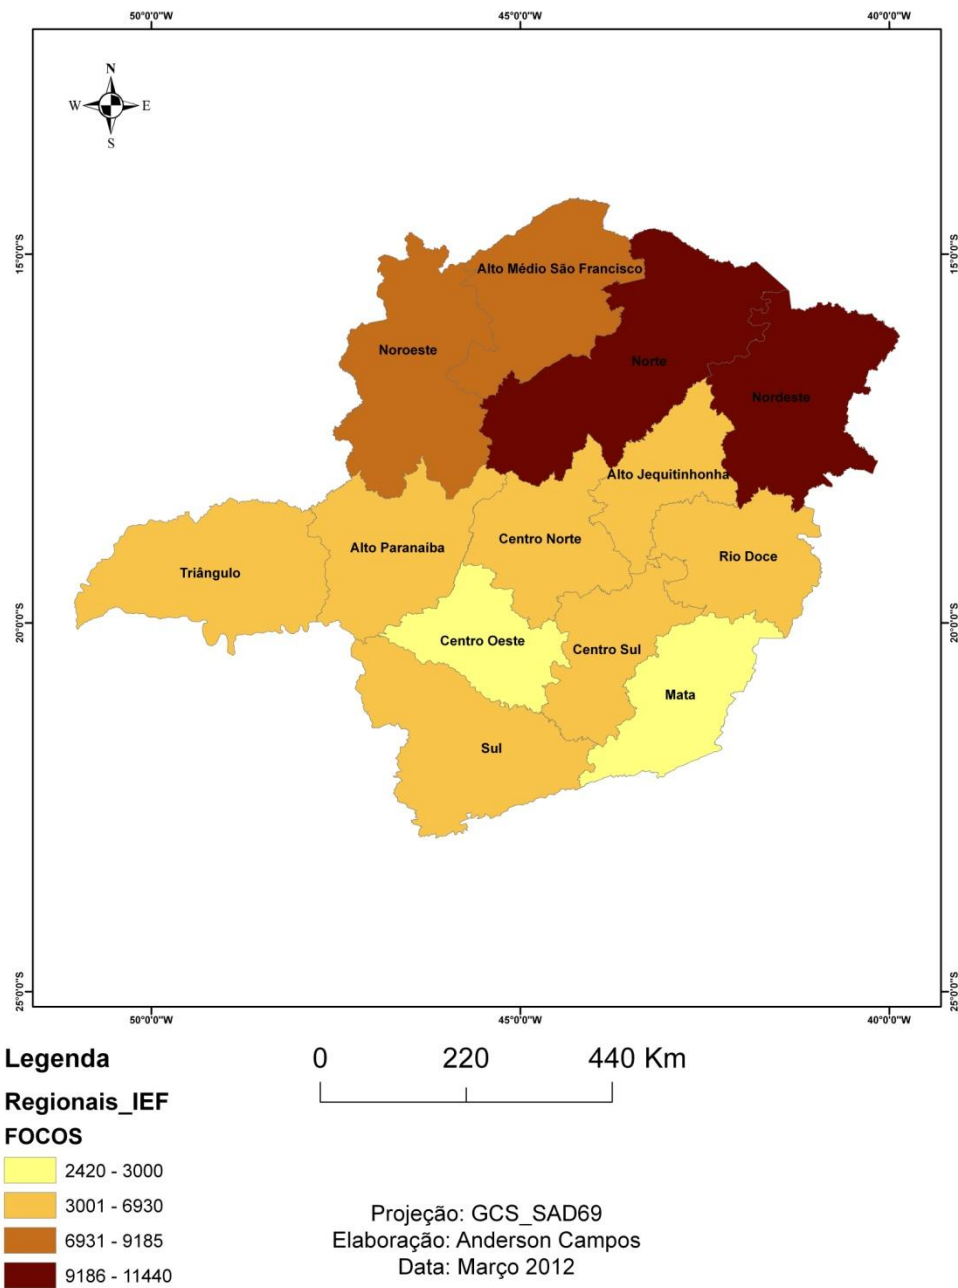 50°0'0"W 45°0'0"W 40°0'0"W
N
W E
S
15°0'0"S 15°0'0"S
Alto Médio São Francisco
Noroeste
Norte
Nordeste
Alto Jequitinhonha
Centro Norte
Alto Paranaíba
Rio Doce
Triângulo
20°0'0"S 20°0'0"S
Centro Oeste
Centro Sul
Mata
Sul
25°0'0"S 25°0'0"S
50°0'0"W 45°0'0"W 40°0'0"W
Legenda
0 220 440 Km
Regionais_IEF
FOCOS
2420 - 3000
3001 - 6930
6931 - 9185
9186 - 11440
Projeção: GCS_SAD69
Elaboração: Anderson Campos
Data: Março 2012